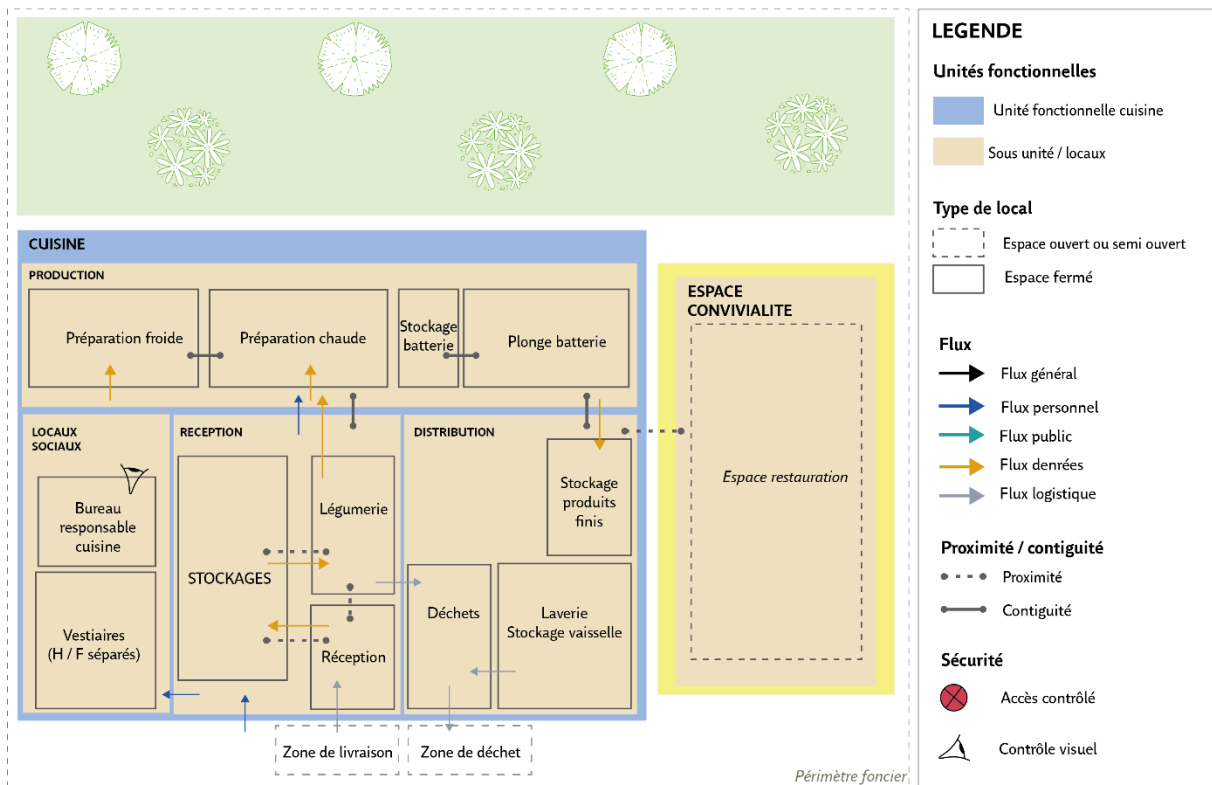 CUISINE
PRODUCTION
Préparation froide
Préparation chaude
Stockage
batterie
Plonge batterie
ESPACE
CONVIVIALITE
Espace restauration
LOCAUX
SOCIAUX
Bureau
responsable
cuisine
Vestiaires
(H / F séparés)
RECEPTION
STOCKAGES
Légumerie
Réception
DISTRIBUTION
Stockage
produits
finis
Déchets
Laverie
Stockage vaisselle
Zone de livraison
Zone de déchet
Périmètre foncier
LEGENDE
Unités fonctionnelles
Unité fonctionnelle cuisine
Sous unité / locaux
Type de local
Espace ouvert ou semi ouvert
Espace fermé
Flux
Flux général
Flux personnel
Flux public
Flux denrées
Flux logistique
Proximité / contiguité
Proximité
Contiguité
Sécurité
Accès contrôlé
Contrôle visuel